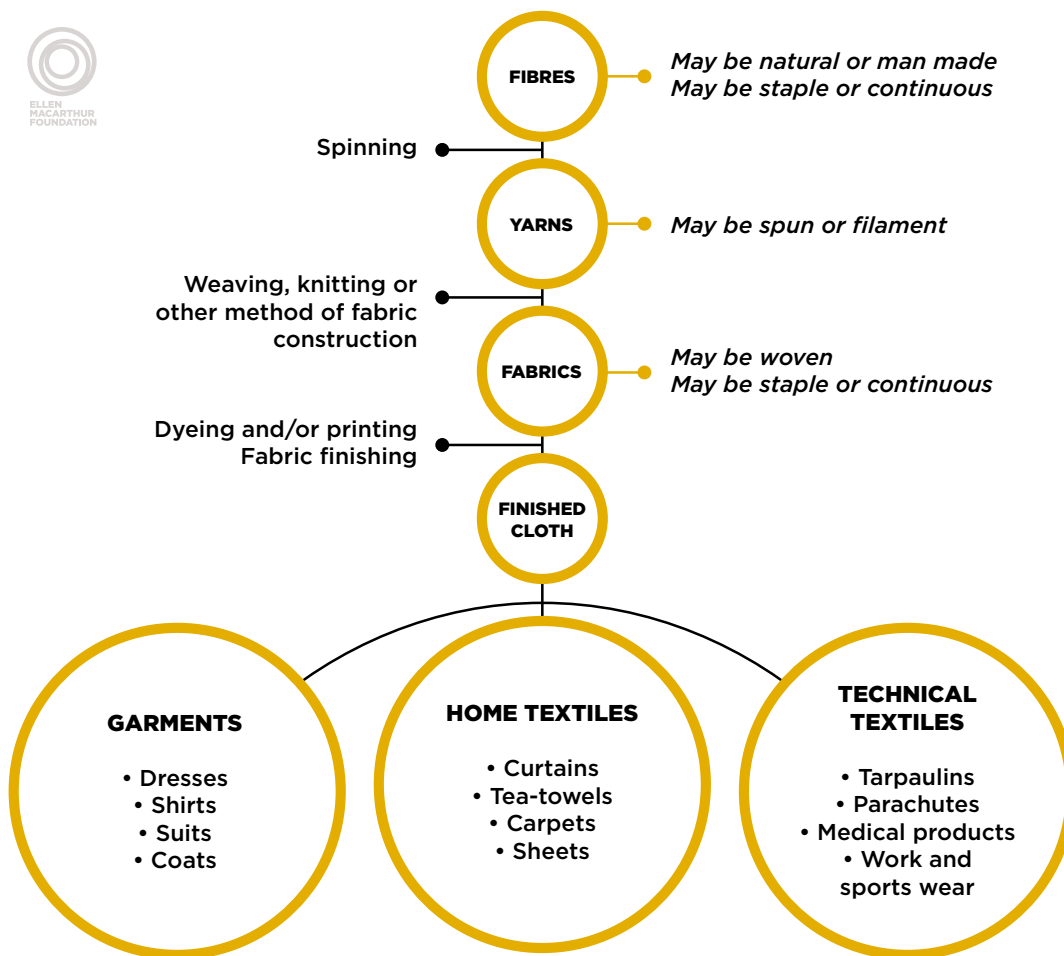 ELLEN
MACARTHUR
FOUNDATION
FIBRES
May be natural or man made
May be staple or continuous
Spinning
YARNS
May be spun or filament
Weaving, knitting or
other method of fabric
construction
FABRICS
May be woven
May be staple or continuous
Dyeing and/or printing
Fabric finishing
FINISHED
CLOTH
GARMENTS
• Dresses
• Shirts
• Suits
• Coats
HOME TEXTILES
• Curtains
• Tea-towels
• Carpets
• Sheets
TECHNICAL
TEXTILES
• Tarpaulins
• Parachutes
• Medical products
• Work and
sports wear